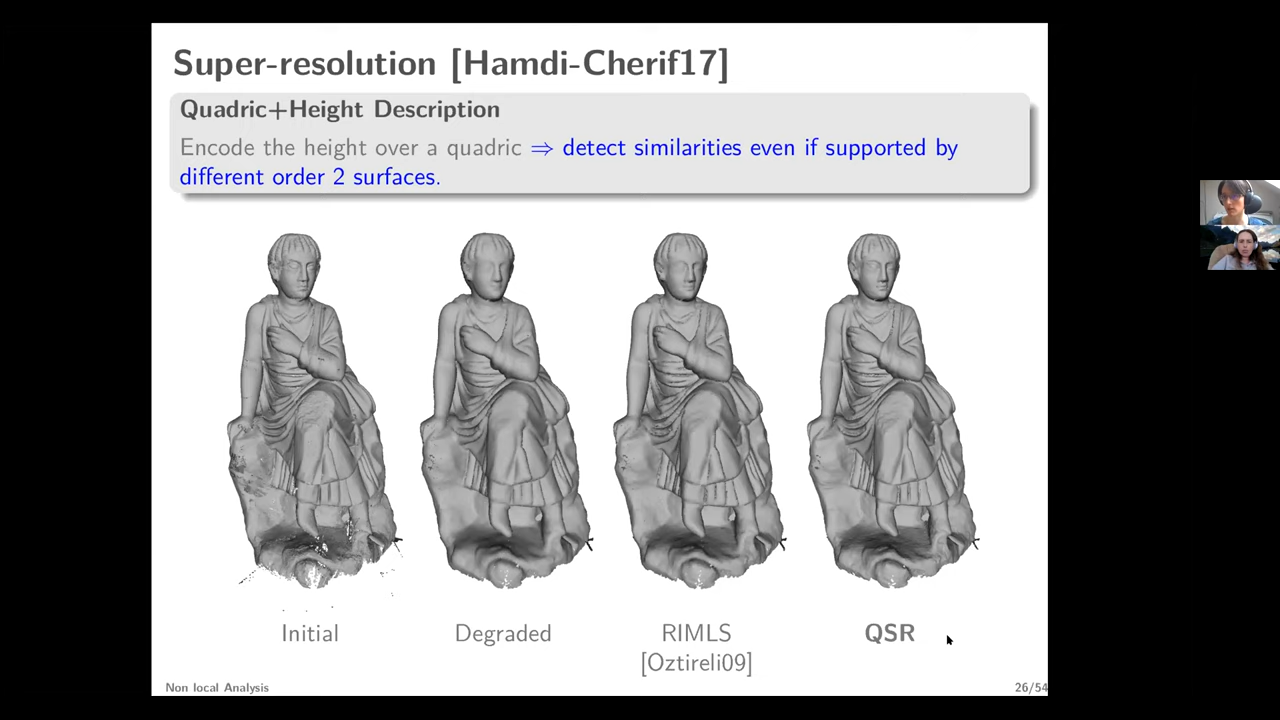 Super-resolution [Hamdi-Cherif17]
Quadric+Height Description
Encode the height over a quadric ⇒ detect similarities even if supported by
different order 2 surfaces.
Initial
Degraded
RIMLS
[Oztireli09]
QSR
Non local Analysis
26/54